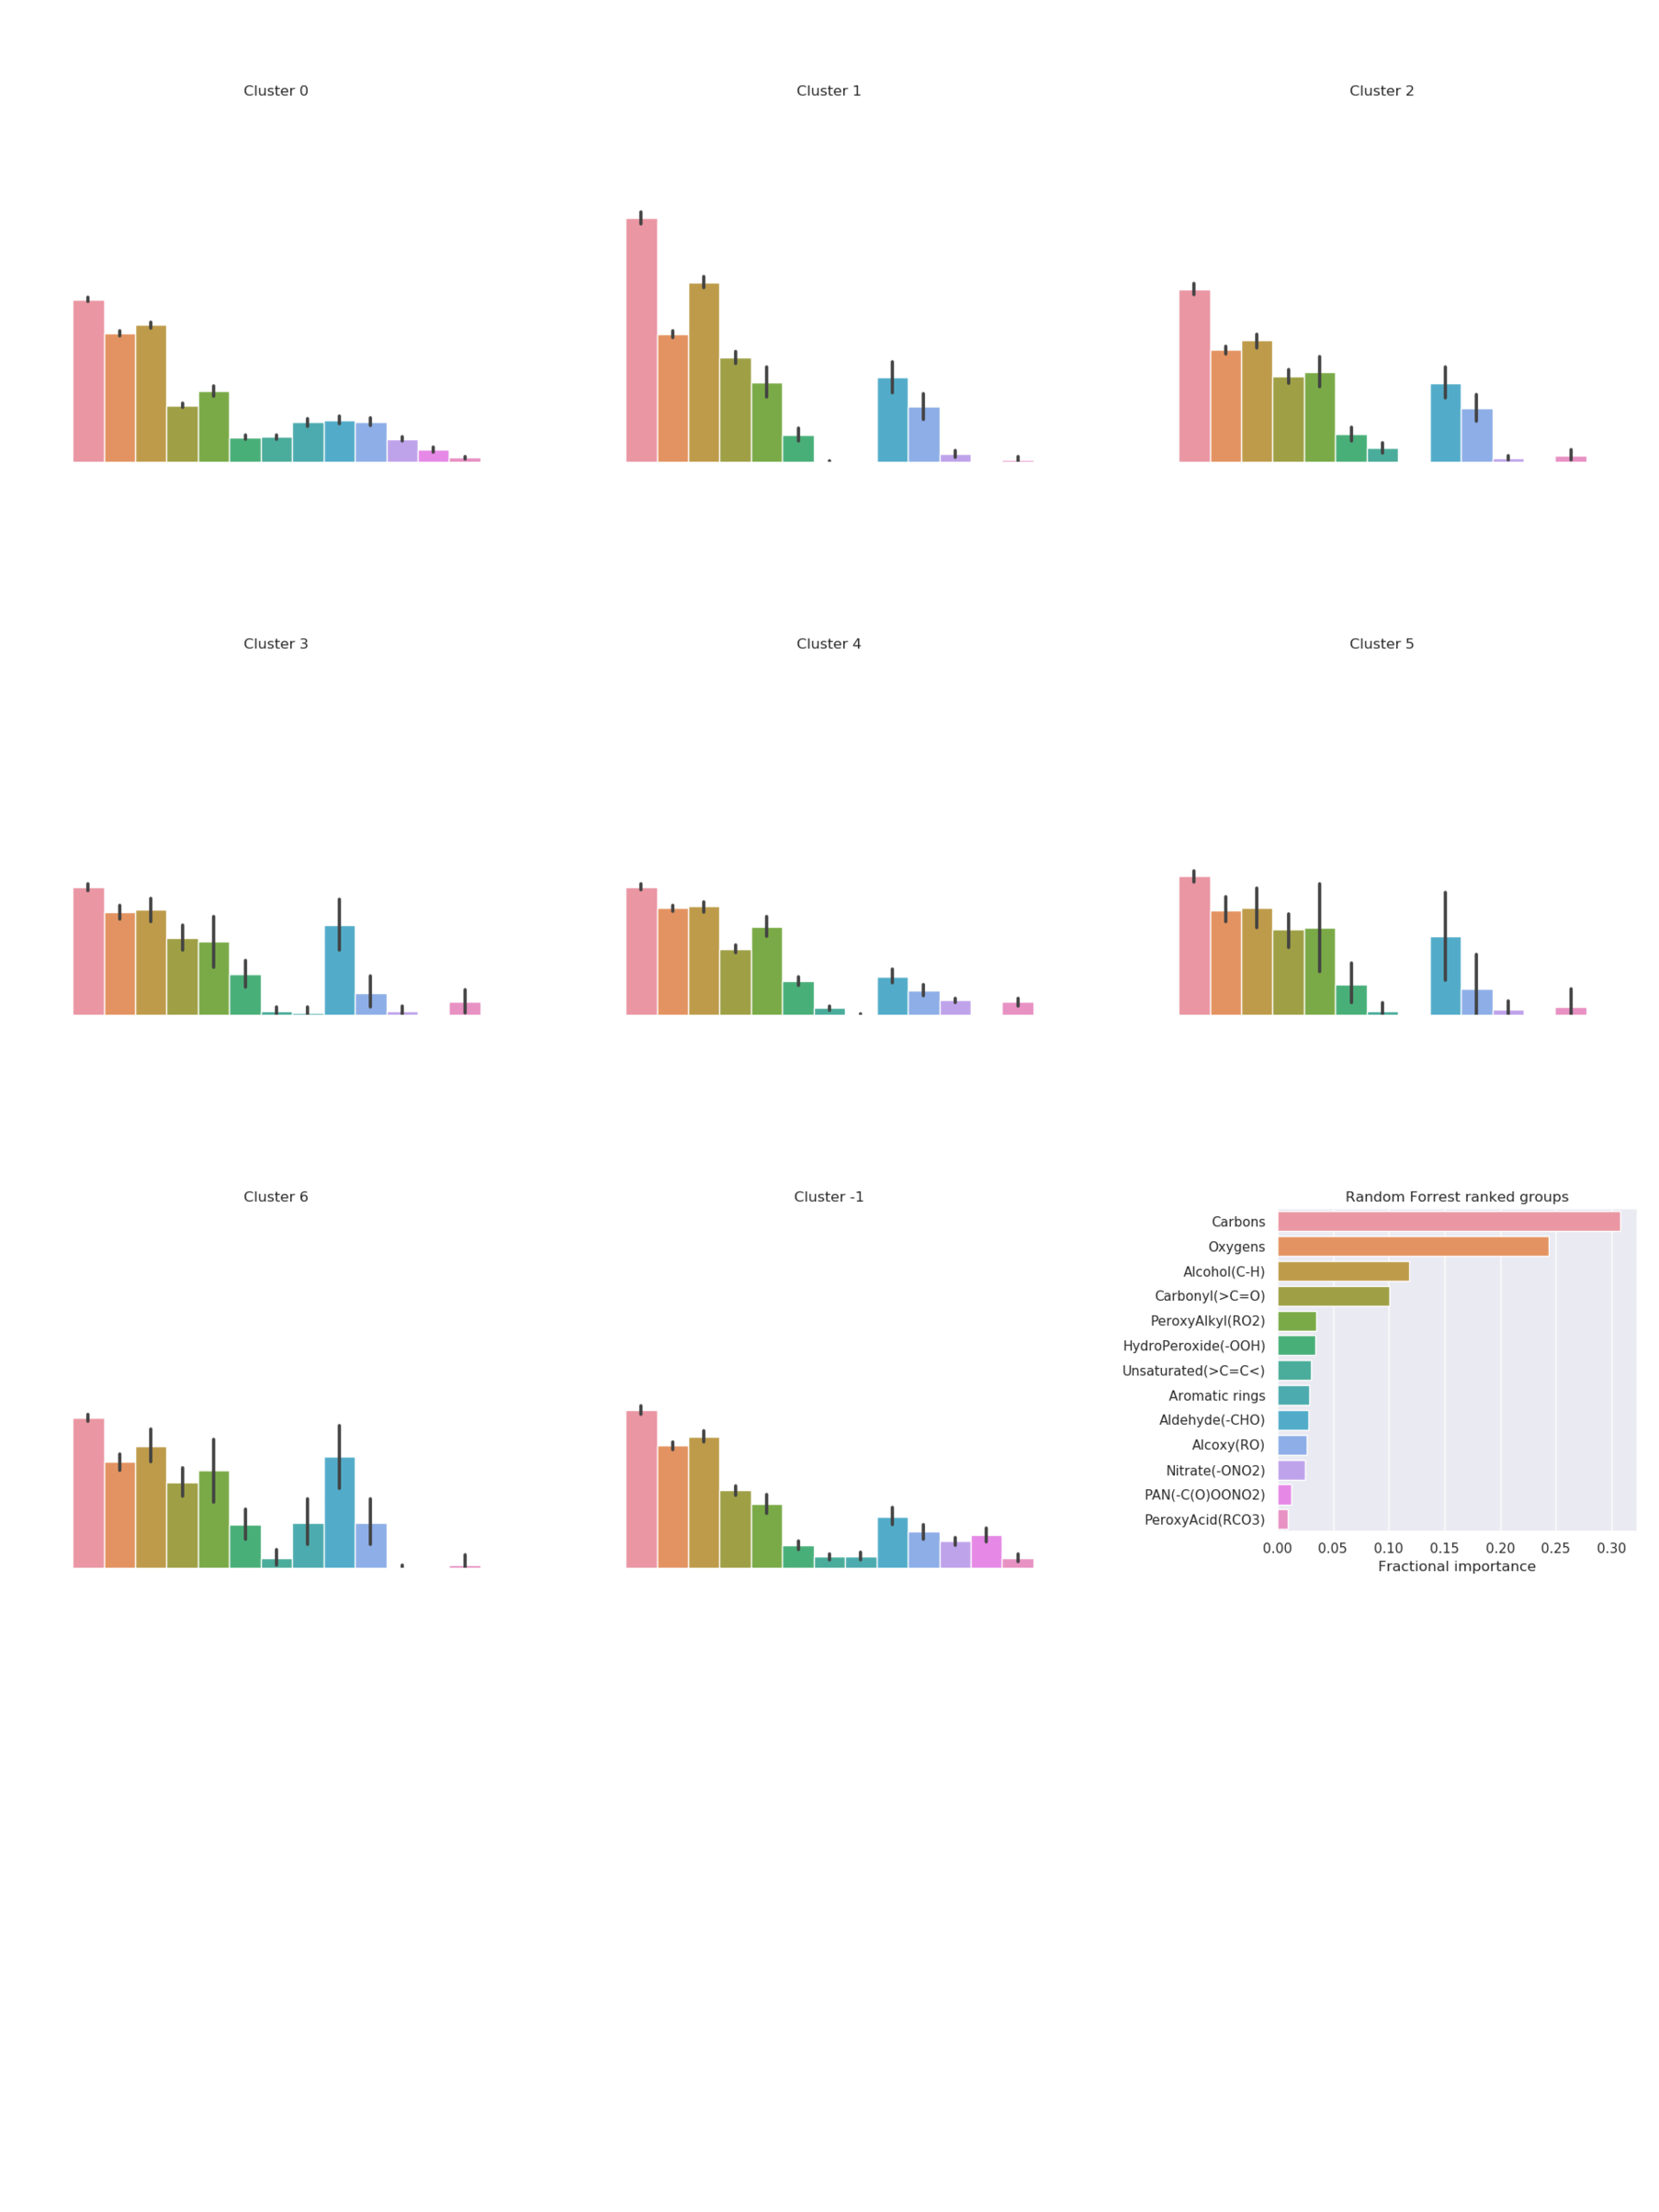 Cluster 0
Cluster 1
Cluster 2
Cluster 3
Cluster 4
Cluster 5
Cluster 6
Cluster -1
Random Forrest ranked groups
Carbons
Oxygens
Alcohol(C-H)
Carbonyl(>C=O)
PeroxyAlkyl(RO2)
HydroPeroxide(-OOH)
Unsaturated(>C=C<)
Aromatic rings
Aldehyde(-CHO)
Alcoxy(RO)
Nitrate(-ONO2)
PAN(-C(O)OONO2)
PeroxyAcid(RCO3)
0.00 0.05 0.10 0.15 0.20 0.25 0.30
Fractional importance